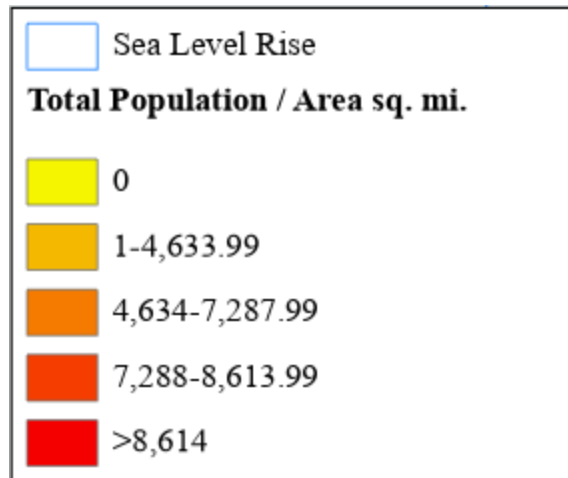 Sea Level Rise
Total Population / Area sq. mi.
0
1-4,633.99
4,634-7,287.99
7,288-8,613.99
>8,614